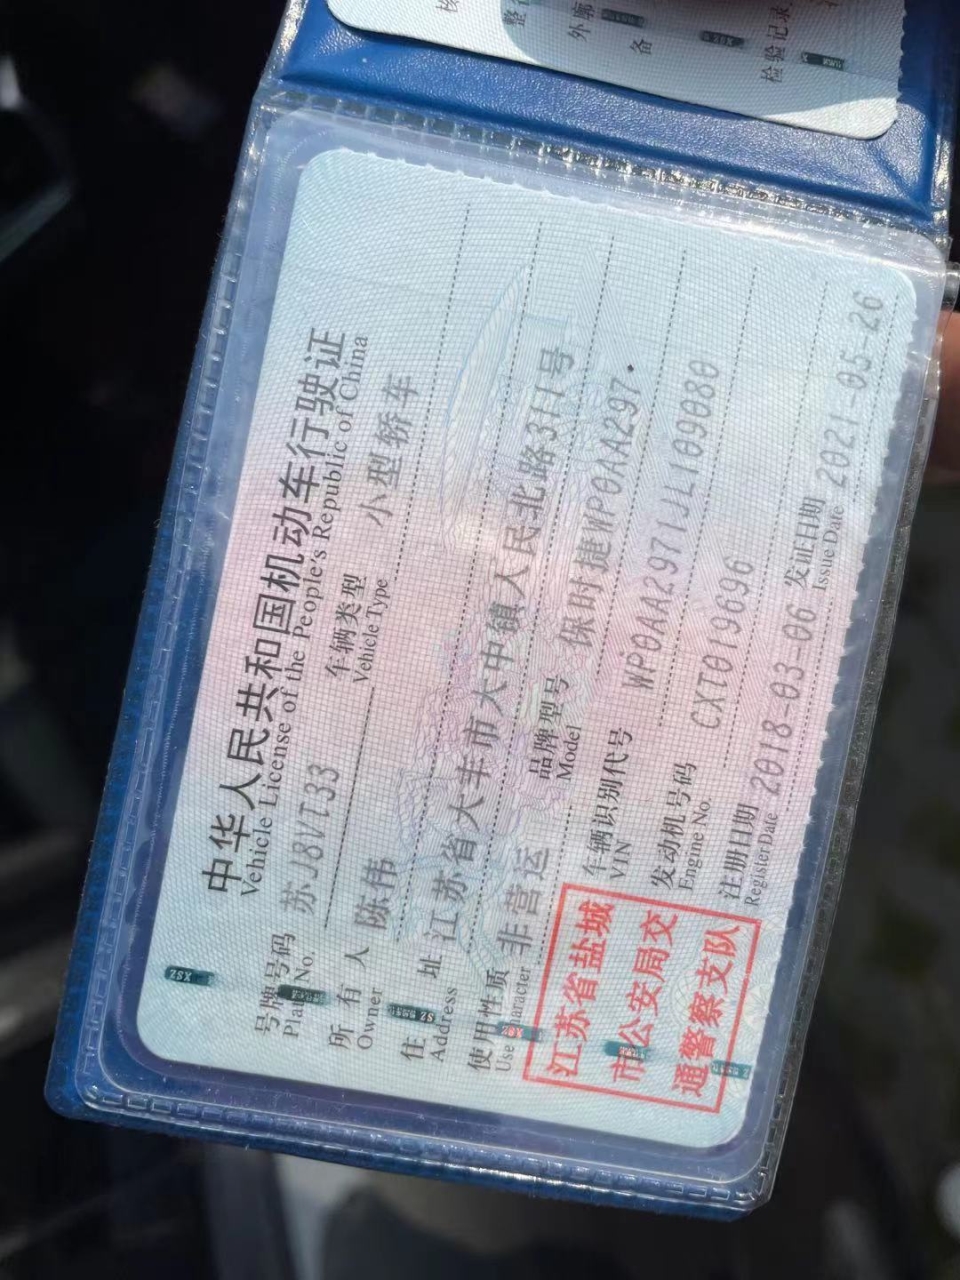 中华人民共和国机动车行驶证
Vehicle License of the People's Republic of China
号牌号码 苏J8VT33 车辆类型 小型轿车
Plate No. Vehicle Type
所有人 陈伟
Owner
住址 江苏省大丰市大中镇人民北路311号
Address
使用性质 非营运 品牌型号 保时捷WP0AA297
Use Character Model
江苏省盐城
市公安局交
通警察支队
车辆识别代号 WP0AA2971JL109080
VIN
发动机号码 CXT019696
Engine No.
注册日期 2018-03-06 发证日期 2021-05-26
Register Date Issue Date
外廓
备
检验记录